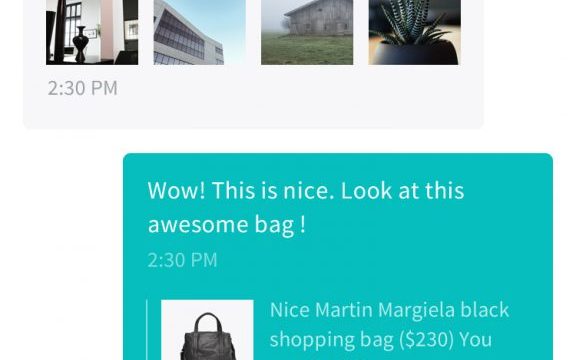 2:30 PM
Wow! This is nice. Look at this
awesome bag !
2:30 PM
Nice Martin Margiela black
shopping bag ($230) You